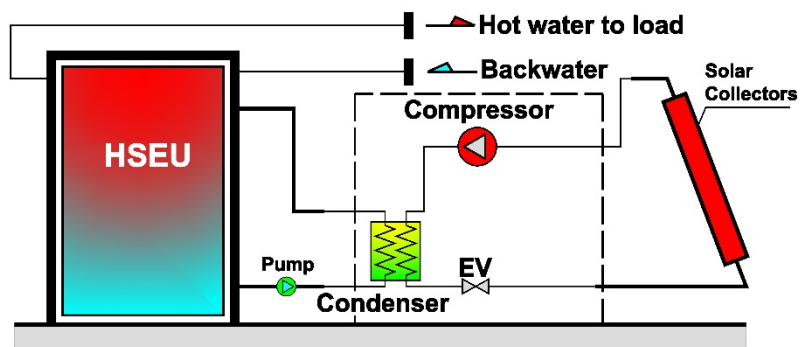 Hot water to load
Backwater
Solar
Collectors
Compressor
HSEU
Pump
EV
Condenser